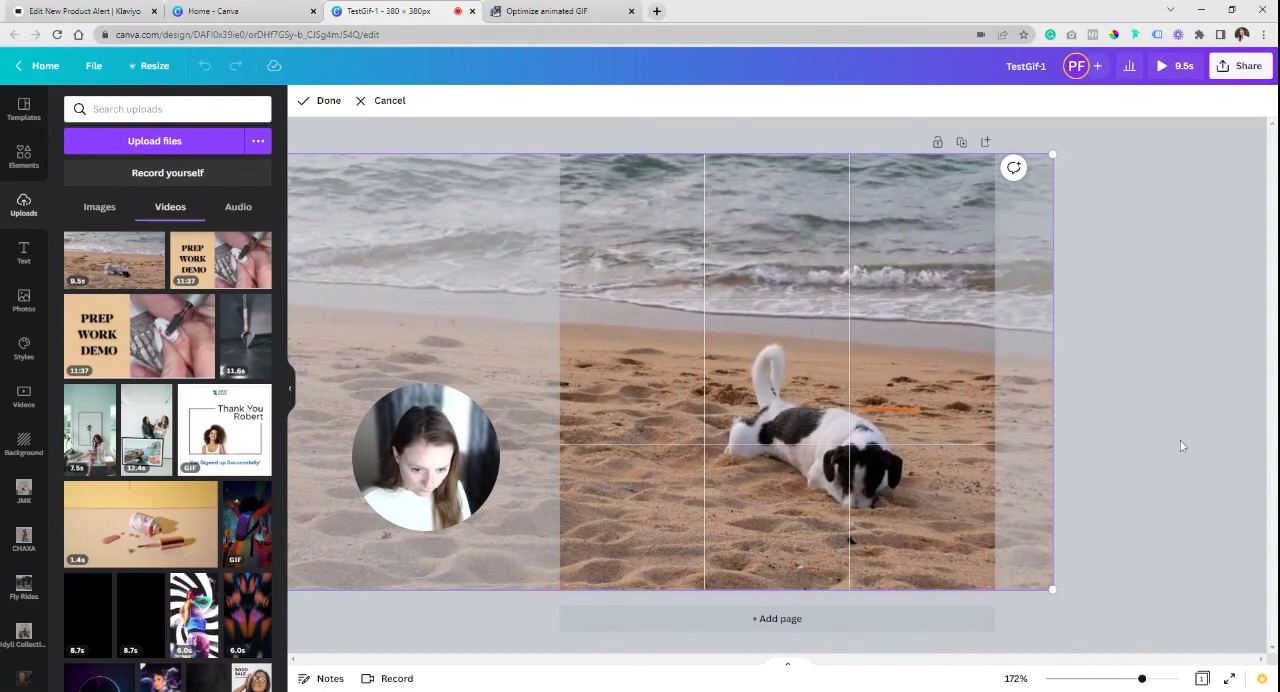 Edit New Product Alert | Klaviyo
Home - Canva
TestGif-1 - 380 × 380px
Optimize animated GIF
canva.com/design/DAFI0x39ie0/orDHf7GSy-b_CJSg4mJ54Q/edit
Home
File
Resize
TestGif-1
PF
9.5s
Share
Templates
Elements
Uploads
Text
Photos
Styles
Videos
Background
JMK
CHAXA
Fly Rides
Idyll Collecti...
Search uploads
Upload files
Record yourself
Images
Videos
Audio
9.5s
PREP
WORK
DEMO
11:37
PREP
WORK
DEMO
11:37
11.6s
7.5s
12.4s
Thank You
Robert
GIF
1.4s
GIF
8.7s
8.7s
6.0s
6.0s
Done
Cancel
+ Add page
Notes
Record
172%
1